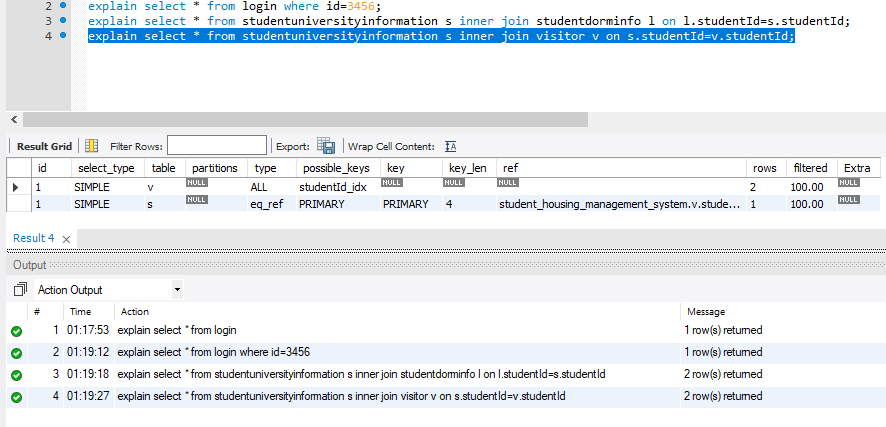 2 explain select * from login where id=3456;
3 explain select * from studentuniversityinformation s inner join studentdorminfo l on l.studentId=s.studentId;
4 explain select * from studentuniversityinformation s inner join visitor v on s.studentId=v.studentId;
Result Grid Filter Rows: Export: Wrap Cell Content: IA
id select_type table partitions type possible_keys key key_len ref rows filtered Extra
1 SIMPLE v NULL ALL studentId_idx NULL NULL NULL 2 100.00 NULL
1 SIMPLE s NULL eq_ref PRIMARY PRIMARY 4 student_housing_management_system.v.stude... 1 100.00 NULL
Result 4
Output
Action Output
# Time Action Message
1 01:17:53 explain select * from login 1 row(s) returned
2 01:19:12 explain select * from login where id=3456 1 row(s) returned
3 01:19:18 explain select * from studentuniversityinformation s inner join studentdorminfo l on l.studentId=s.studentId 2 row(s) returned
4 01:19:27 explain select * from studentuniversityinformation s inner join visitor v on s.studentId=v.studentId 2 row(s) returned